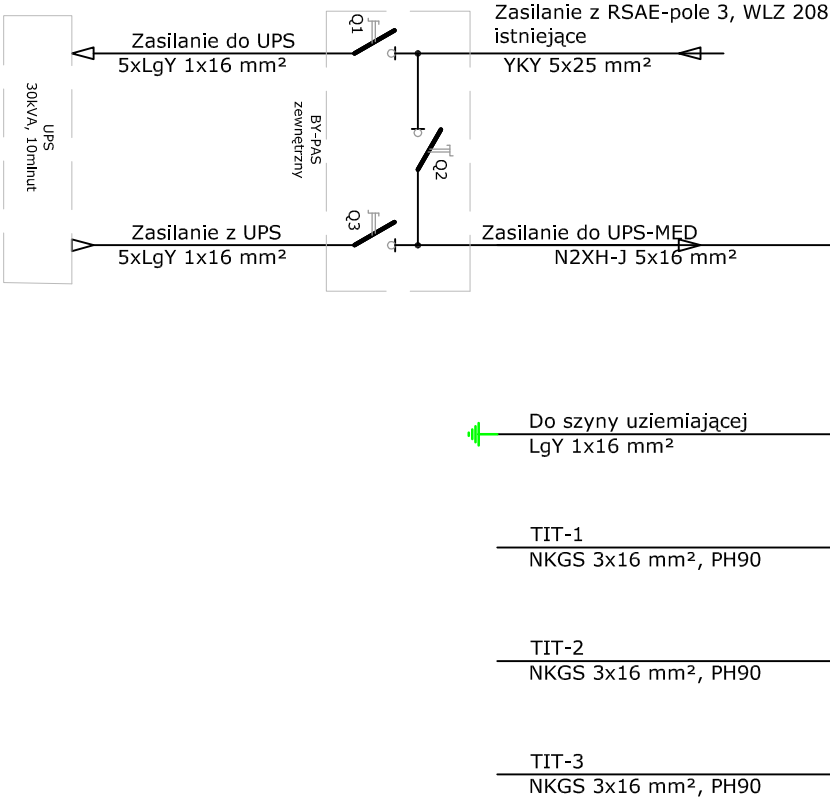 Zasilanie z RSAE-pole 3, WLZ 208
istniejące
YKY 5x25 mm²
Q1
Zasilanie do UPS
5xLgY 1x16 mm²
UPS
30kVA, 10mInut
BY-PAS
zewnętrzny
Q2
Q3
Zasilanie z UPS
5xLgY 1x16 mm²
Zasilanie do UPS-MED
N2XH-J 5x16 mm²
Do szyny uziemiającej
LgY 1x16 mm²
TIT-1
NKGS 3x16 mm², PH90
TIT-2
NKGS 3x16 mm², PH90
TIT-3
NKGS 3x16 mm², PH90